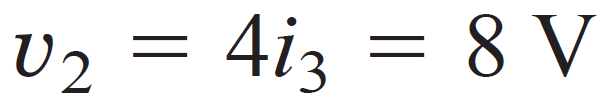 v₂ = 4i₃ = 8 V